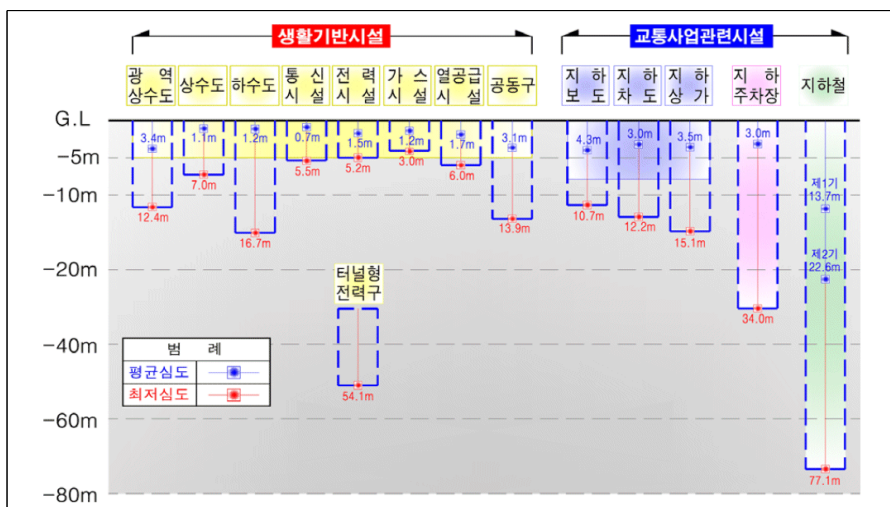 생활기반시설 교통사업관련시설
광 역 상수도
상수도
하수도
통 신 시 설
전 력 시 설
가 스 시 설
열공급 시 설
공동구
지 하 보 도
지 하 차 도
지 하 상 가
지 하 주차장
지하철
G.L
3.4m 1.1m 1.2m 0.7m 1.5m 1.2m 1.7m 3.1m 4.3m 3.0m 3.5m 3.0m
-5m
5.5m 5.2m 3.0m 6.0m
7.0m
-10m
제1기
13.7m
12.4m 16.7m 13.9m 10.7m 12.2m 15.1m
제2기
22.6m
-20m
터널형
전력구
34.0m
-40m
범 례
평균심도
최저심도
54.1m
-60m
77.1m
-80m